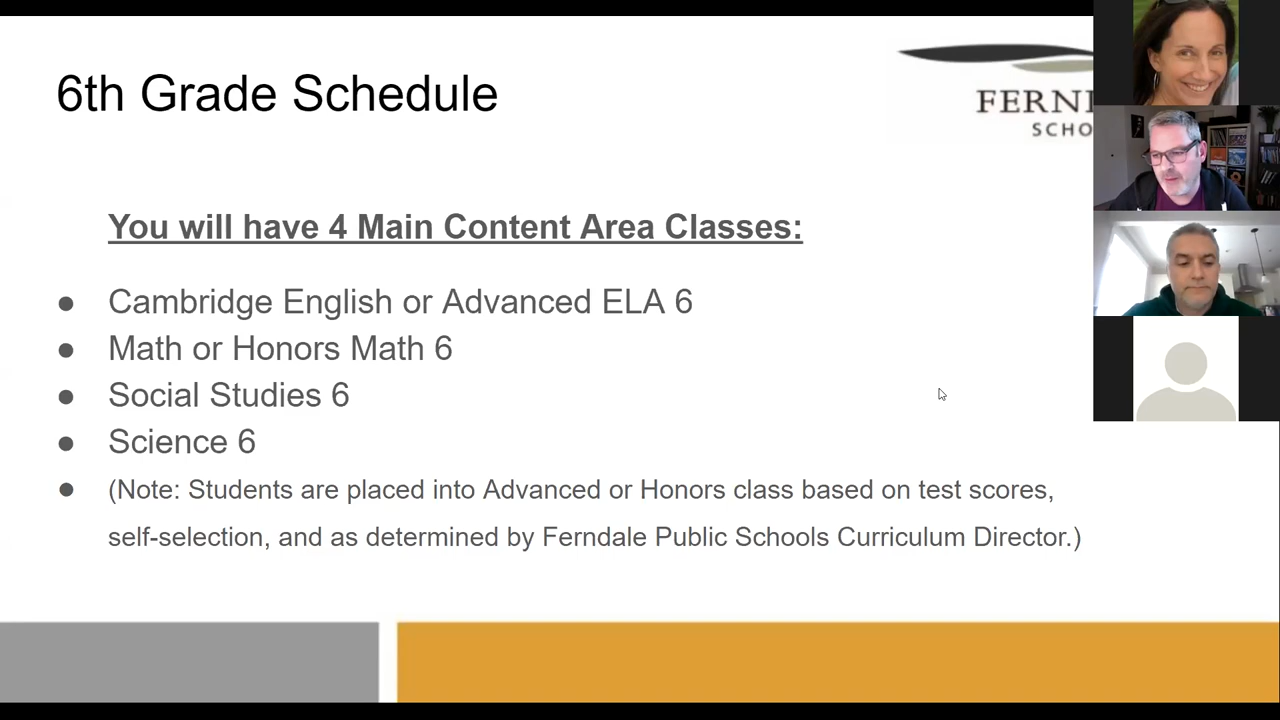 6th Grade Schedule
FERN
SCHO
You will have 4 Main Content Area Classes:
● Cambridge English or Advanced ELA 6
● Math or Honors Math 6
● Social Studies 6
● Science 6
● (Note: Students are placed into Advanced or Honors class based on test scores,
self-selection, and as determined by Ferndale Public Schools Curriculum Director.)